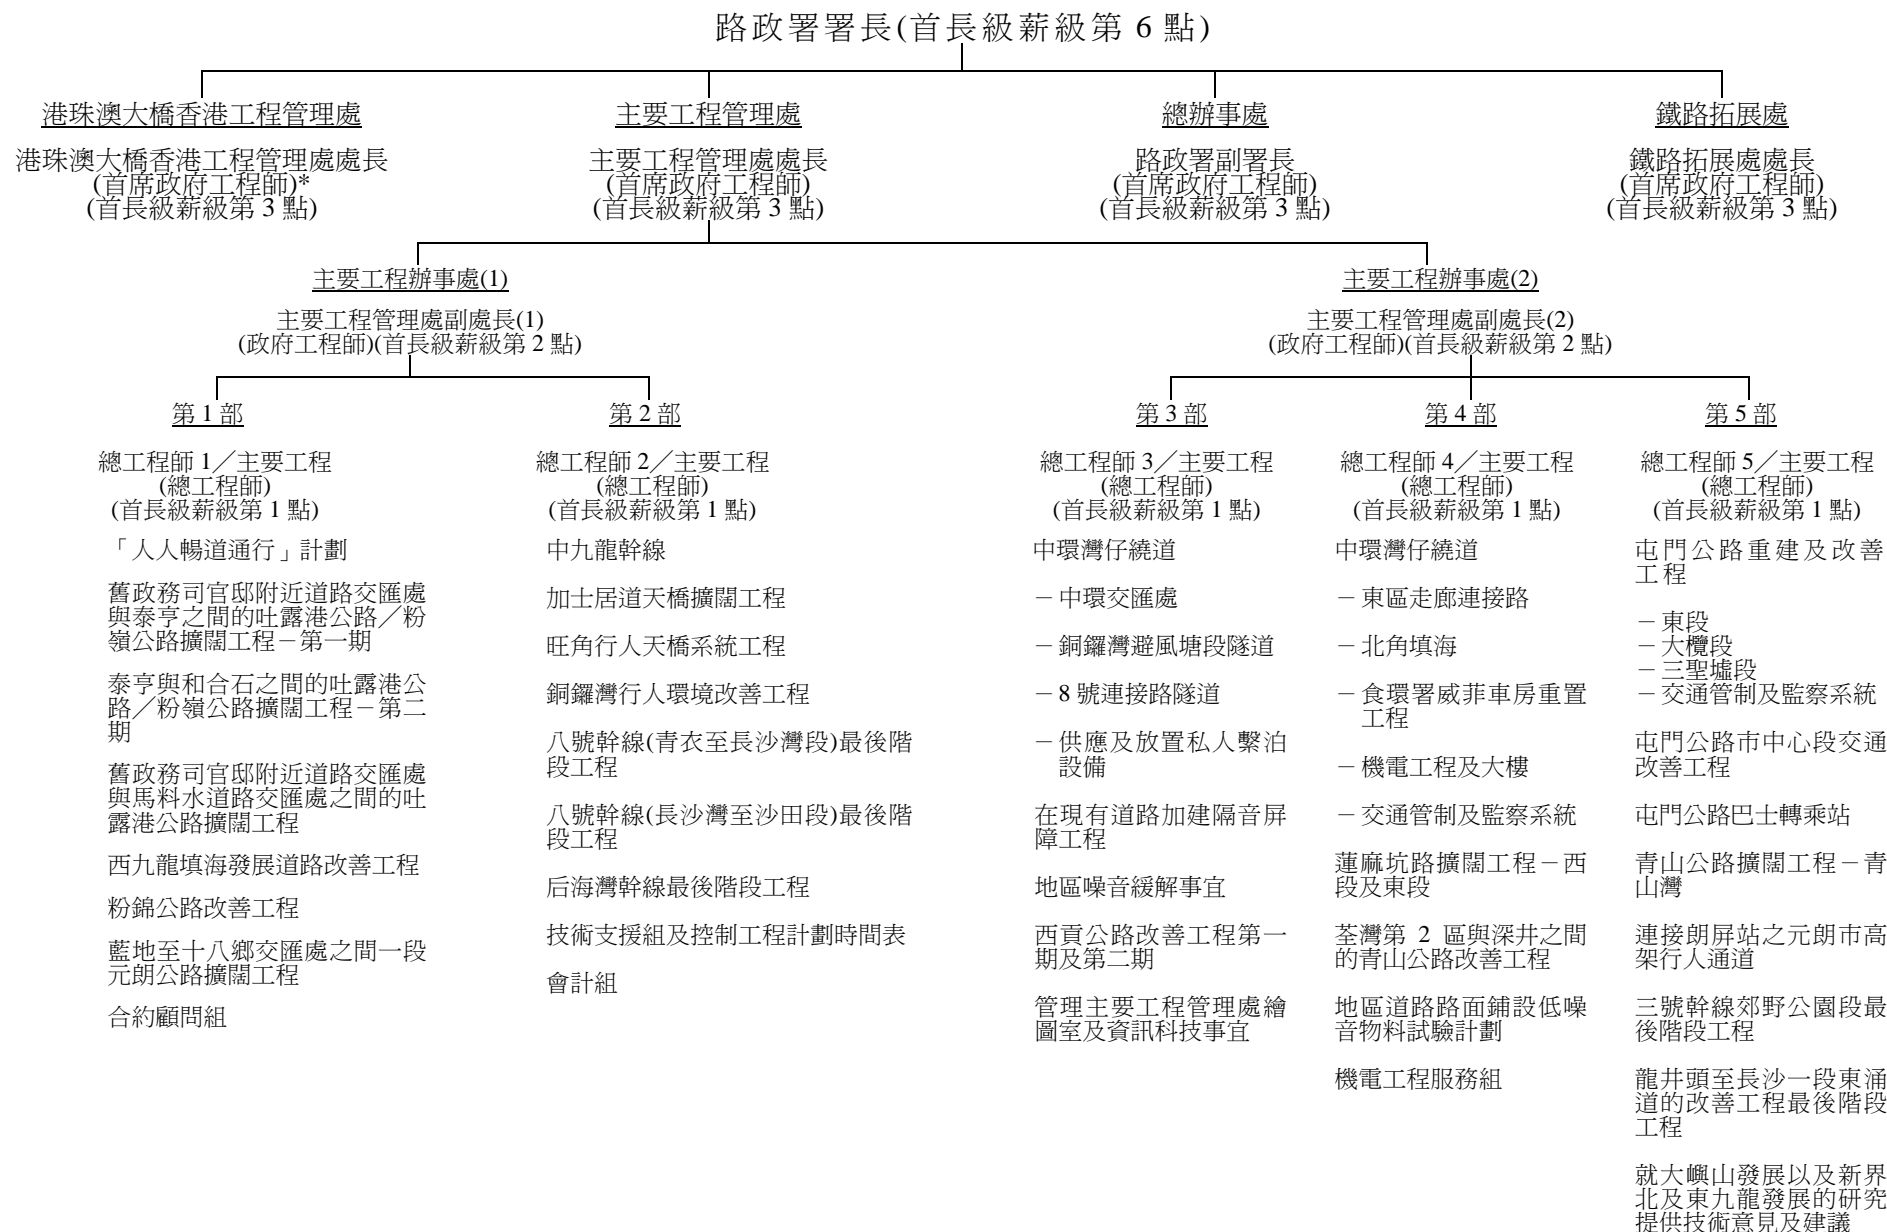 路政署署長(首長級薪級第 6 點)
港珠澳大橋香港工程管理處
港珠澳大橋香港工程管理處處長
(首席政府工程師)*
(首長級薪級第 3 點)
主要工程管理處
主要工程管理處處長
(首席政府工程師)
(首長級薪級第 3 點)
總辦事處
路政署副署長
(首席政府工程師)
(首長級薪級第 3 點)
鐵路拓展處
鐵路拓展處處長
(首席政府工程師)
(首長級薪級第 3 點)
主要工程辦事處(1)
主要工程管理處副處長(1)
(政府工程師)(首長級薪級第 2 點)
主要工程辦事處(2)
主要工程管理處副處長(2)
(政府工程師)(首長級薪級第 2 點)
第 1 部
總工程師 1／主要工程
(總工程師)
(首長級薪級第 1 點)
「人人暢道通行」計劃
舊政務司官邸附近道路交匯處
與泰亨之間的吐露港公路／粉
嶺公路擴闊工程－第一期
泰亨與和合石之間的吐露港公
路／粉嶺公路擴闊工程－第二
期
舊政務司官邸附近道路交匯處
與馬料水道路交匯處之間的吐
露港公路擴闊工程
西九龍填海發展道路改善工程
粉錦公路改善工程
藍地至十八鄉交匯處之間一段
元朗公路擴闊工程
合約顧問組
第 2 部
總工程師 2／主要工程
(總工程師)
(首長級薪級第 1 點)
中九龍幹線
加士居道天橋擴闊工程
旺角行人天橋系統工程
銅鑼灣行人環境改善工程
八號幹線(青衣至長沙灣段)最後階
段工程
八號幹線(長沙灣至沙田段)最後階
段工程
后海灣幹線最後階段工程
技術支援組及控制工程計劃時間表
會計組
第 3 部
總工程師 3／主要工程
(總工程師)
(首長級薪級第 1 點)
中環灣仔繞道
－中環交匯處
－銅鑼灣避風塘段隧道
－8 號連接路隧道
－供應及放置私人繫泊
設備
在現有道路加建隔音屏
障工程
地區噪音緩解事宜
西貢公路改善工程第一
期及第二期
管理主要工程管理處繪
圖室及資訊科技事宜
第 4 部
總工程師 4／主要工程
(總工程師)
(首長級薪級第 1 點)
中環灣仔繞道
－東區走廊連接路
－北角填海
－食環署威菲車房重置
工程
－機電工程及大樓
－交通管制及監察系統
蓮麻坑路擴闊工程－西
段及東段
荃灣第 2 區與深井之間
的青山公路改善工程
地區道路路面鋪設低噪
音物料試驗計劃
機電工程服務組
第 5 部
總工程師 5／主要工程
(總工程師)
(首長級薪級第 1 點)
屯門公路重建及改善
工程
－東段
－大欖段
－三聖墟段
－交通管制及監察系統
屯門公路市中心段交通
改善工程
屯門公路巴士轉乘站
青山公路擴闊工程－青
山灣
連接朗屏站之元朗市高
架行人通道
三號幹線郊野公園段最
後階段工程
龍井頭至長沙一段東涌
道的改善工程最後階段
工程
就大嶼山發展以及新界
北及東九龍發展的研究
提供技術意見及建議